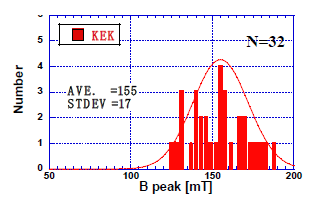 6
5
4
3
2
1
0
Number
KEK
N=32
AVE. =155
STDEV =17
50 100 150 200
B peak [mT]